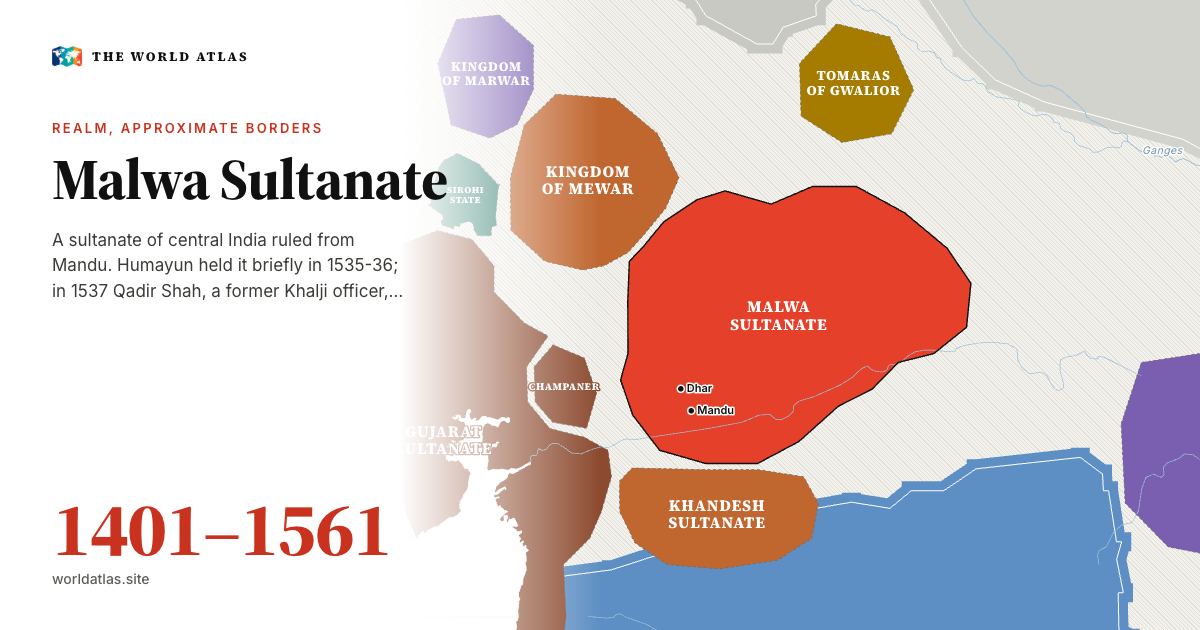 THE WORLD ATLAS
REALM, APPROXIMATE BORDERS
Malwa Sultanate
A sultanate of central India ruled from
Mandu. Humayun held it briefly in 1535-36;
in 1537 Qadir Shah, a former Khalji officer,...
1401–1561
worldatlas.site
KINGDOM
OF MARWAR
TOMARAS
OF GWALIOR
Ganges
KINGDOM
OF MEWAR
SIROHI
STATE
MALWA
SULTANATE
CHAMPANER
Dhar
Mandu
GUJARAT
ULTANATE
KHANDESH
SULTANATE